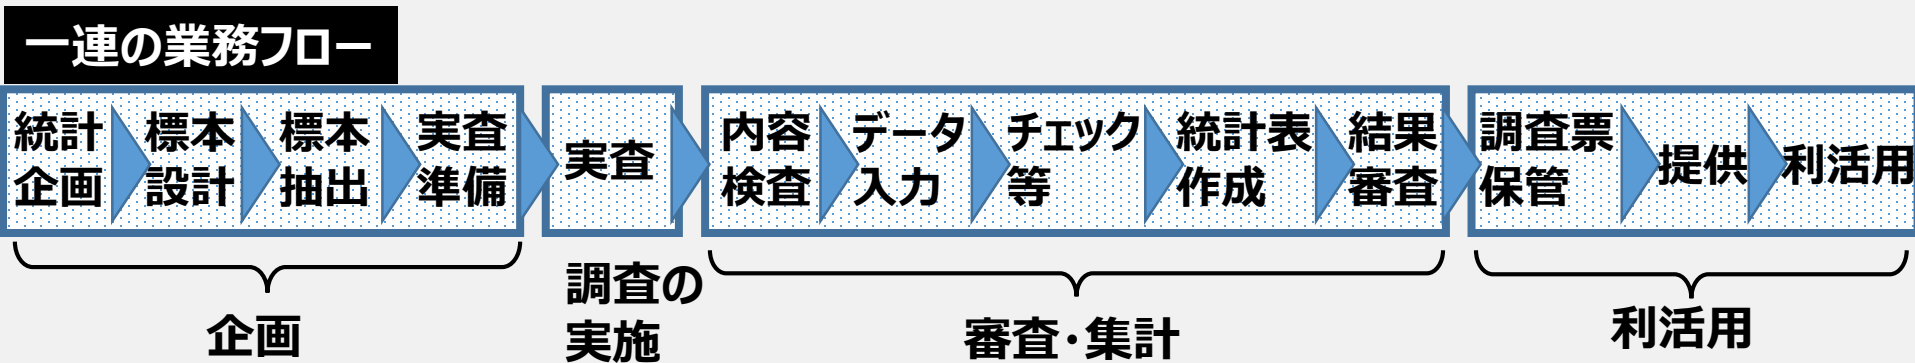 一連の業務フロー
統計
企画
標本
設計
標本
抽出
実査
準備
実査
内容
検査
データ
入力
チェック
等
統計表
作成
結果
審査
調査票
保管
提供
利活用
企画
調査の
実施
審査・集計
利活用